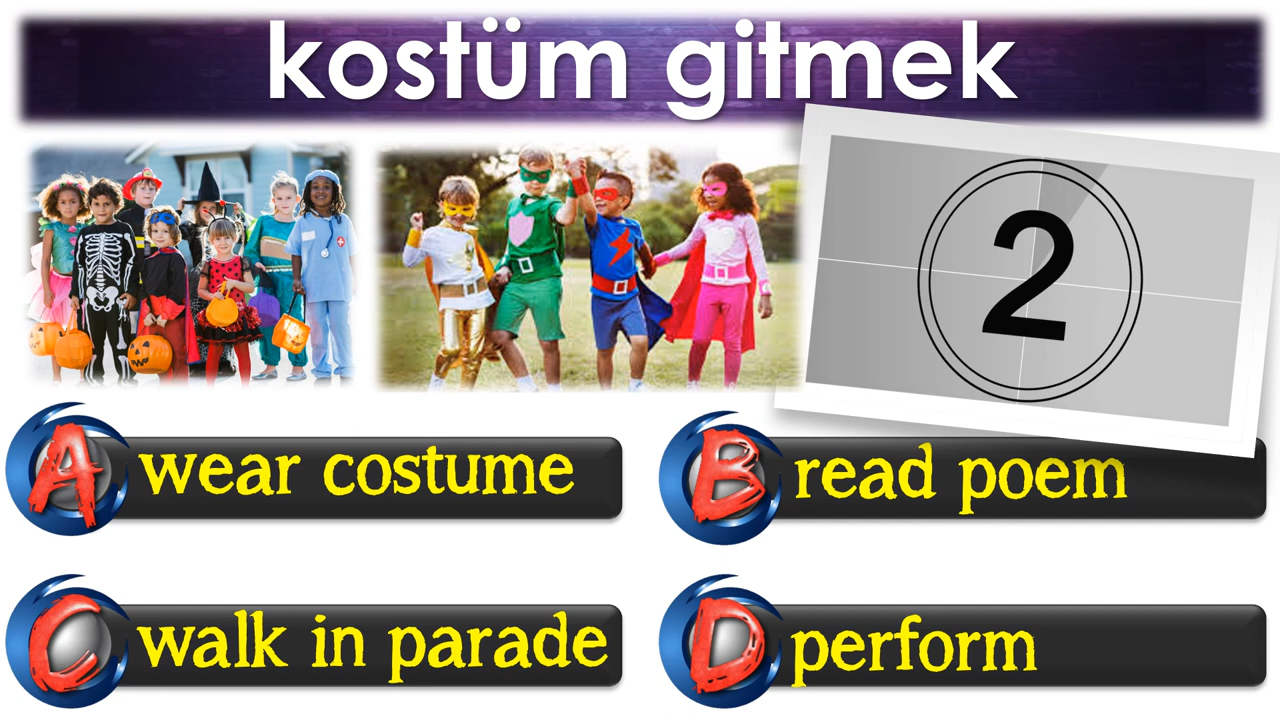 kostüm gitmek
2
A wear costume
B read poem
C walk in parade
D perform